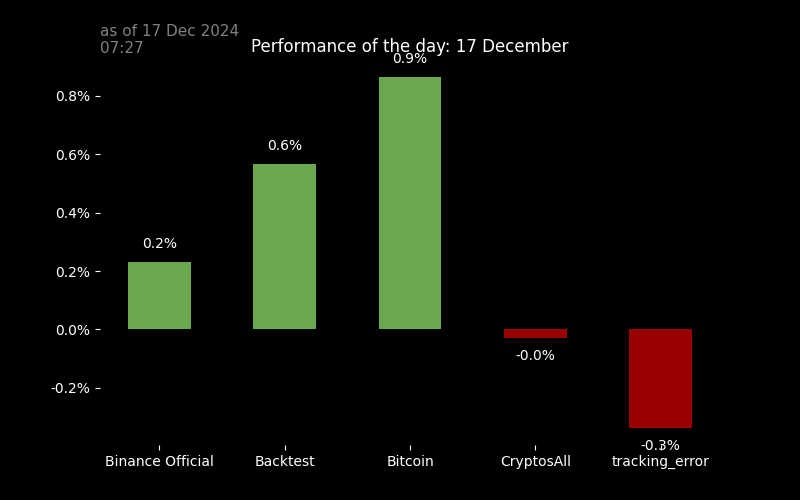 as of 17 Dec 2024
07:27
Performance of the day: 17 December
0.9%
0.8%
0.6%
0.6%
0.4%
0.2%
0.2%
0.0%
-0.0%
-0.2%
-0.3%
Binance Official
Backtest
Bitcoin
CryptosAll
tracking_error